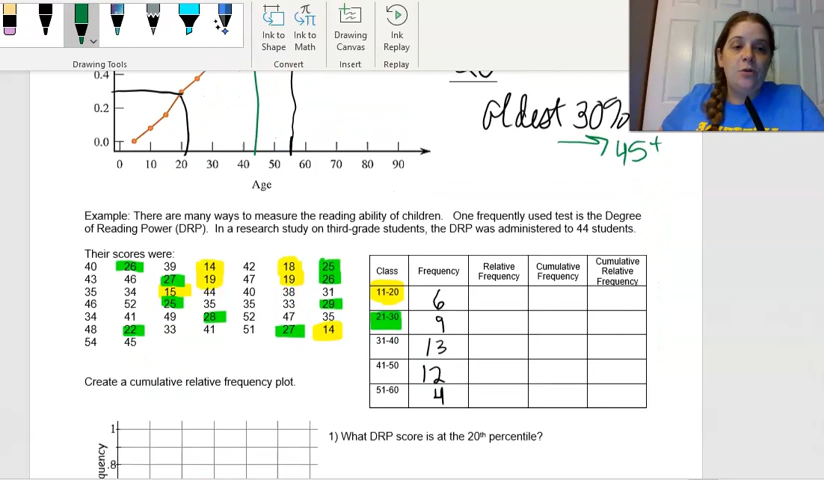 Ink to Shape
Ink to Math
Drawing Canvas
Ink Replay
Drawing Tools
Convert
Insert
Replay
0.4
0.2
0.0
0 10 20 30 40 50 60 70 80 90
Age
oldest 30%
→ 45+
Example: There are many ways to measure the reading ability of children. One frequently used test is the Degree
of Reading Power (DRP). In a research study on third-grade students, the DRP was administered to 44 students.
Their scores were:
40 26 39 14 42 18 25
43 46 27 19 47 19 26
35 34 15 44 40 38 31
46 52 25 35 35 33 29
34 41 49 28 52 47 35
48 22 33 41 51 27 14
54 45
Class Frequency Relative Frequency Cumulative Frequency Cumulative Relative Frequency
11-20 6
21-30 9
31-40 13
41-50 12
51-60 4
Create a cumulative relative frequency plot.
1
.8
quency
1) What DRP score is at the 20th percentile?